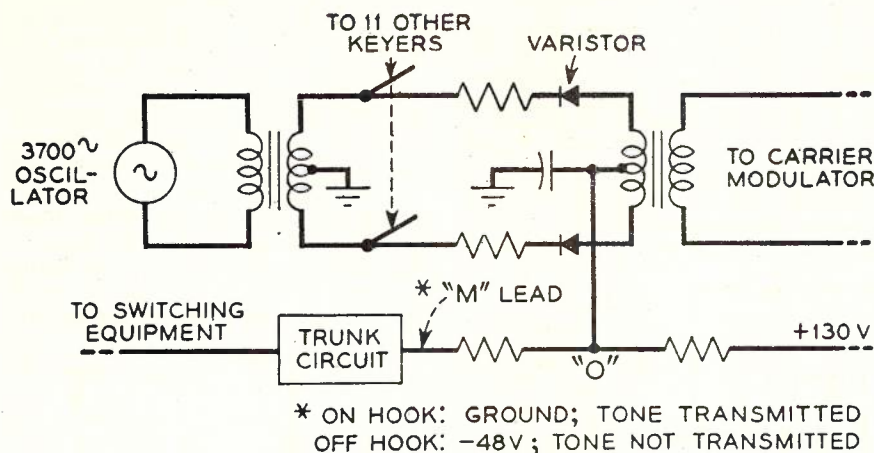 TO 11 OTHER
KEYERS
VARISTOR
3700~
OSCIL-
LATOR
TO CARRIER
MODULATOR
* "M" LEAD
TO SWITCHING
EQUIPMENT
TRUNK
CIRCUIT
"O"
+130 V
* ON HOOK: GROUND; TONE TRANSMITTED
OFF HOOK: -48V; TONE NOT TRANSMITTED